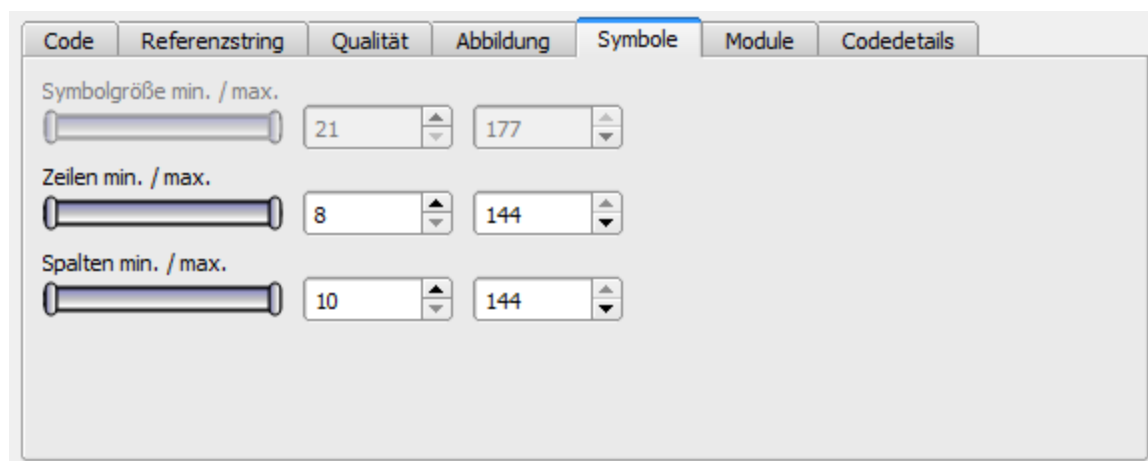 Code Referenzstring Qualität Abbildung Symbole Module Codedetails
Symbolgröße min. / max.
21 177
Zeilen min. / max.
8 144
Spalten min. / max.
10 144